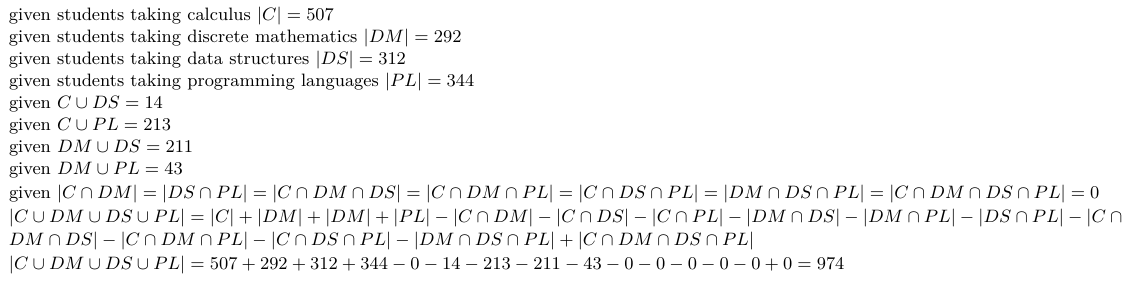 given students taking calculus |C| = 507
given students taking discrete mathematics |DM| = 292
given students taking data structures |DS| = 312
given students taking programming languages |PL| = 344
given C ∪ DS = 14
given C ∪ PL = 213
given DM ∪ DS = 211
given DM ∪ PL = 43
given |C ∩ DM| = |DS ∩ PL| = |C ∩ DM ∩ DS| = |C ∩ DM ∩ PL| = |C ∩ DS ∩ PL| = |DM ∩ DS ∩ PL| = |C ∩ DM ∩ DS ∩ PL| = 0
|C ∪ DM ∪ DS ∪ PL| = |C| + |DM| + |DM| + |PL| − |C ∩ DM| − |C ∩ DS| − |C ∩ PL| − |DM ∩ DS| − |DM ∩ PL| − |DS ∩ PL| − |C ∩
DM ∩ DS| − |C ∩ DM ∩ PL| − |C ∩ DS ∩ PL| − |DM ∩ DS ∩ PL| + |C ∩ DM ∩ DS ∩ PL|
|C ∪ DM ∪ DS ∪ PL| = 507 + 292 + 312 + 344 − 0 − 14 − 213 − 211 − 43 − 0 − 0 − 0 − 0 − 0 + 0 = 974